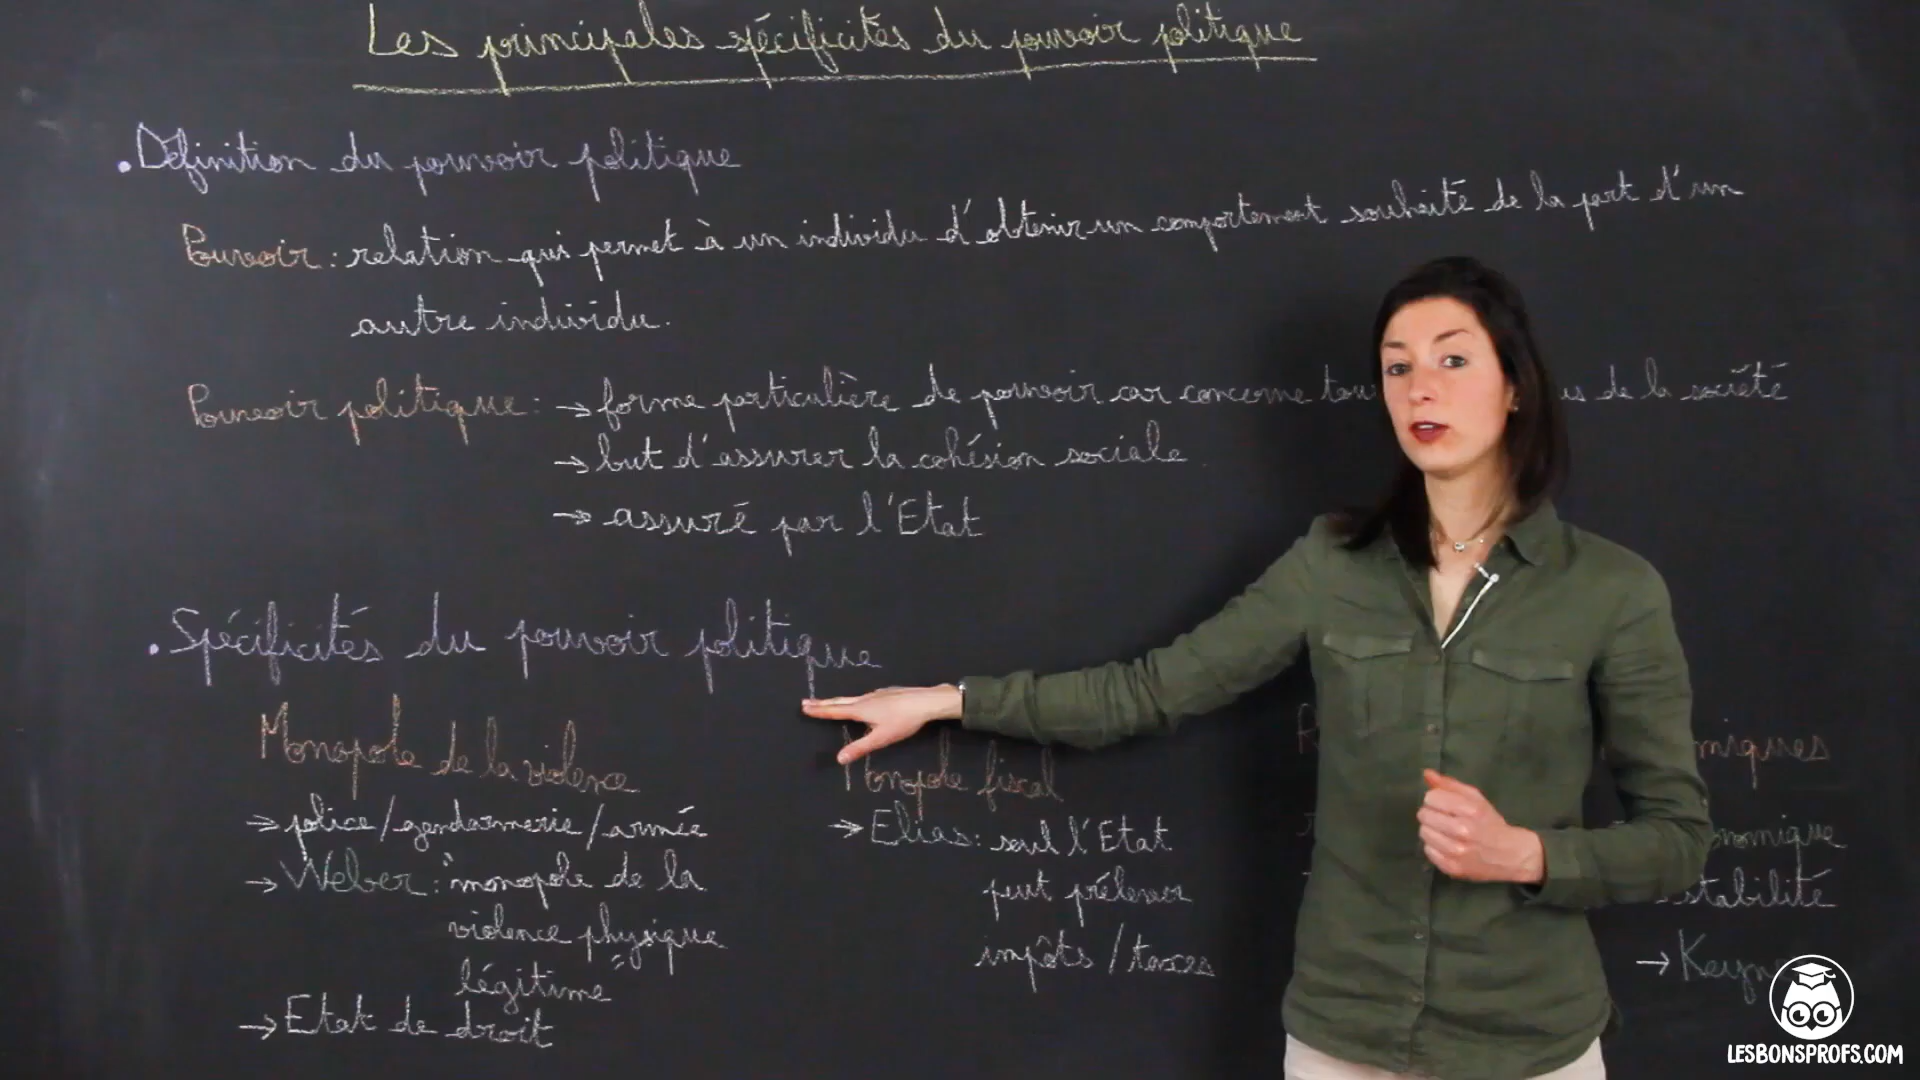 Les principales spécificités du pouvoir politique
. Définition du pouvoir politique
Pouvoir : relation qui permet à un individu d'obtenir un comportement souhaité de la part d'un
autre individu.
Pouvoir politique : → forme particulière de pouvoir car concerne de la société
→ but d'assurer la cohésion sociale
→ assuré par l'Etat
. Spécificités du pouvoir politique
Monopole de la violence
→ police/gendarmerie/armée
→ Weber : "monopole de la
violence physique
légitime"
→ Etat de droit
Monopole fiscal
→ Elias : seul l'Etat
peut prélever
impôts / taxes
miques
nomique
stabilité
→ Keyn
LESBONSPROFS.COM